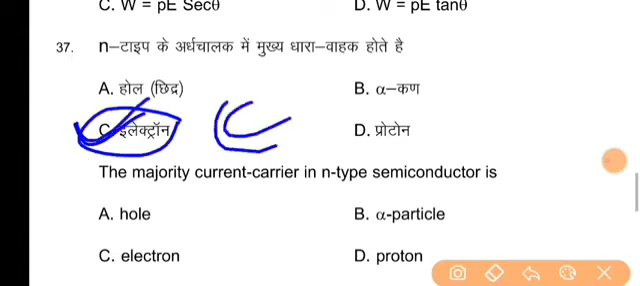 C. W = pE Secθ D. W = pE tanθ
37. n–टाइप के अर्धचालक में मुख्य धारा–वाहक होते है
A. होल (छिद्र) B. α–कण
C. इलेक्ट्रॉन D. प्रोटोन
The majority current-carrier in n-type semiconductor is
A. hole B. α-particle
C. electron D. proton